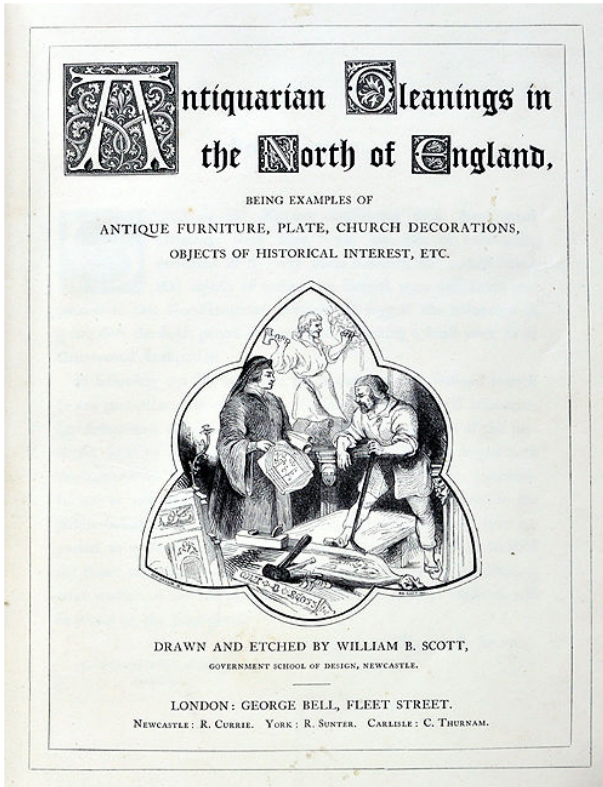 Antiquarian Gleanings in
the North of England,
BEING EXAMPLES OF
ANTIQUE FURNITURE, PLATE, CHURCH DECORATIONS,
OBJECTS OF HISTORICAL INTEREST, ETC.
DRAWN AND ETCHED BY WILLIAM B. SCOTT,
GOVERNMENT SCHOOL OF DESIGN, NEWCASTLE.
LONDON: GEORGE BELL, FLEET STREET.
NEWCASTLE: R. CURRIE. YORK: R. SUNTER. CARLISLE: C. THURNAM.